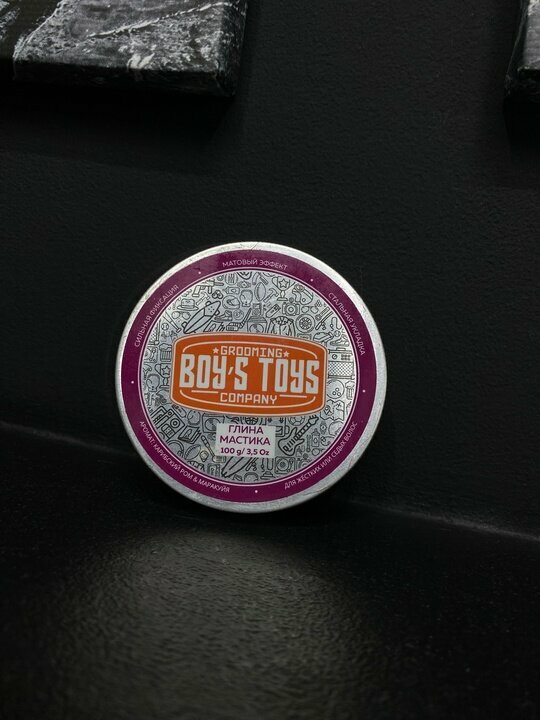 МАТОВЫЙ ЭФФЕКТ
СИЛЬНАЯ ФИКСАЦИЯ
СТАЛЬНАЯ УКЛАДКА
GROOMING
BOY'S TOYS
COMPANY
ГЛИНА
МАСТИКА
100 g/ 3,5 Oz
АРОМАТ КАРИБСКИЙ РОМ & МАРАКУЙЯ
ДЛЯ ЖЕСТКИХ ИЛИ СЕДЫХ ВОЛОС